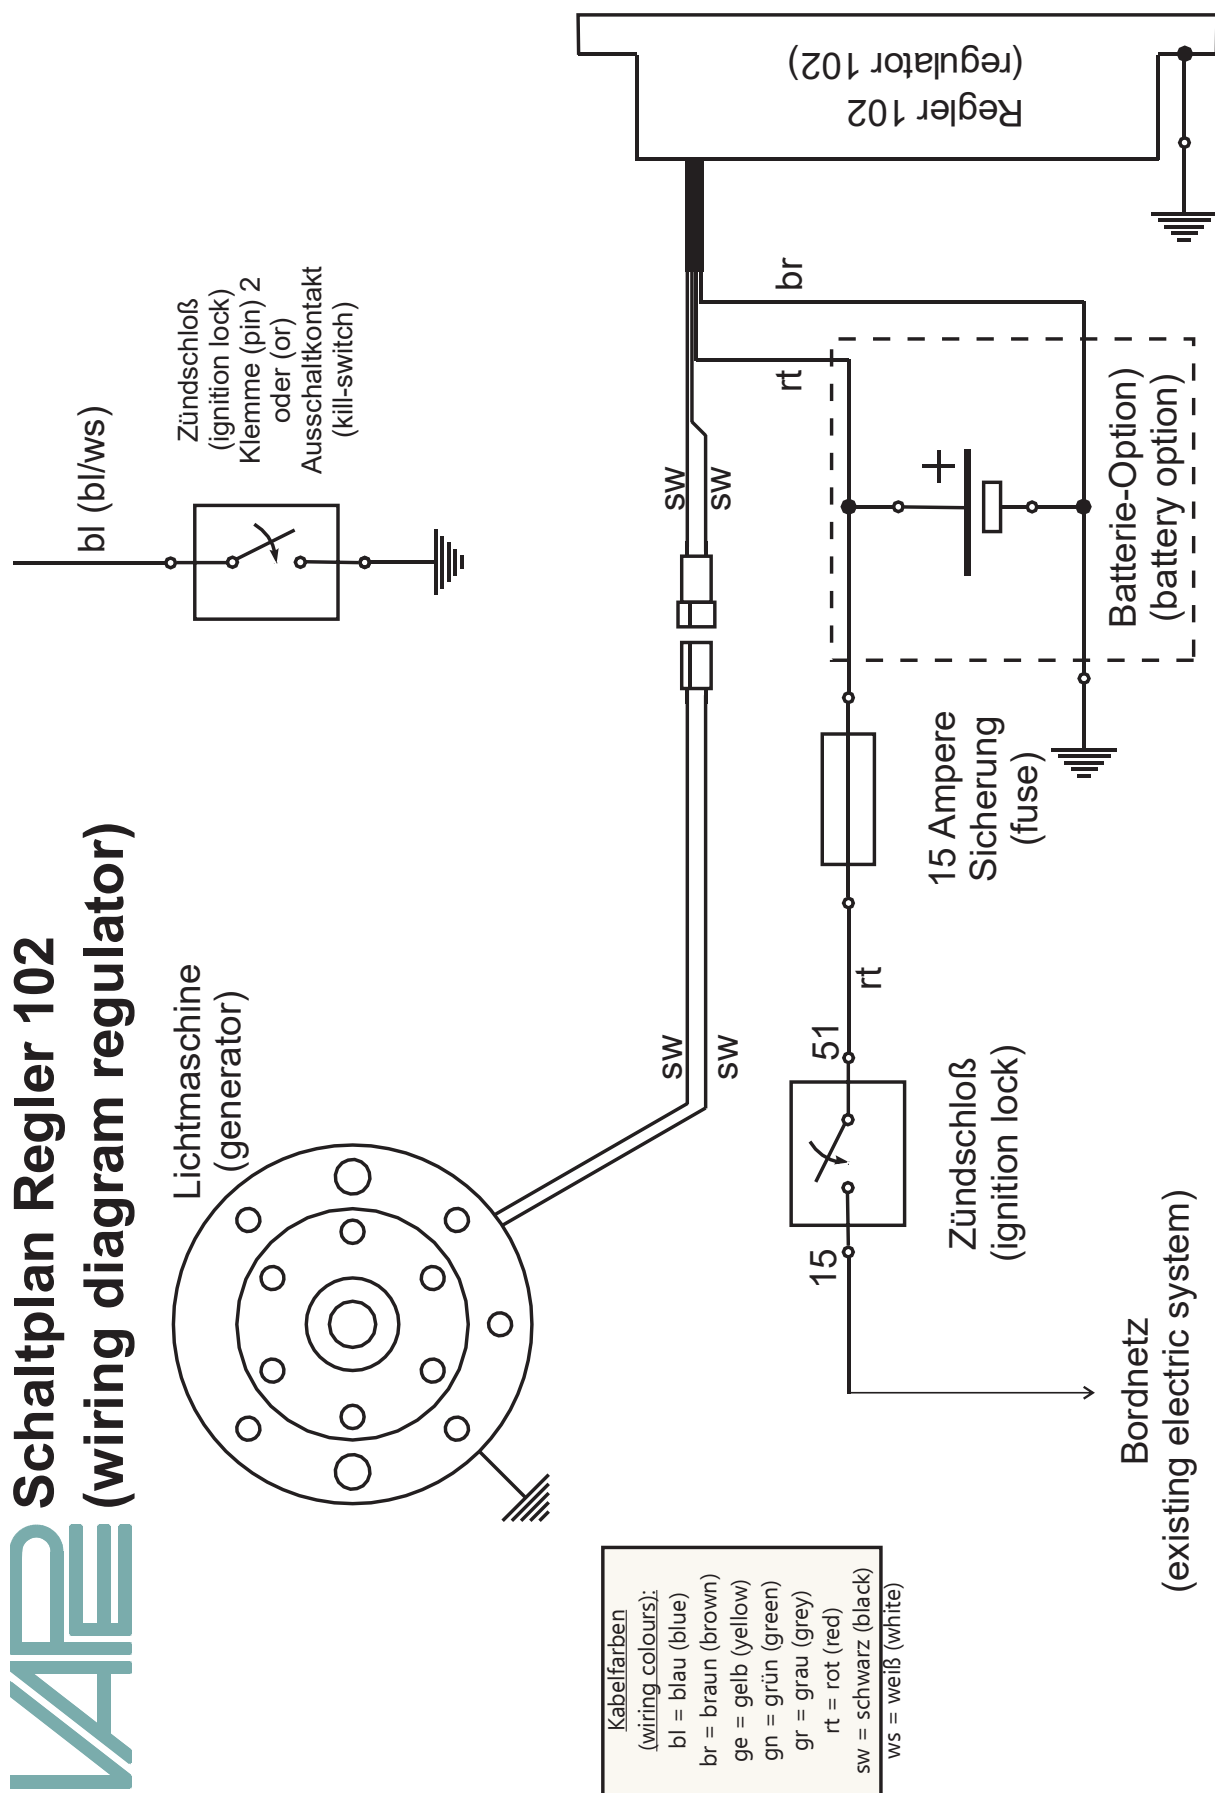 VAPE
Schaltplan Regler 102
(wiring diagram regulator)
Lichtmaschine
(generator)
bl (bl/ws)
Zündschloß
(ignition lock)
Klemme (pin) 2
oder (or)
Ausschaltkontakt
(kill-switch)
Regler 102
(regulator 102)
sw
sw
sw
sw
br
rt
Batterie-Option)
(battery option)
+
15 Ampere
Sicherung
(fuse)
rt
51
15
Zündschloß
(ignition lock)
Bordnetz
(existing electric system)
Kabelfarben
(wiring colours):
bl = blau (blue)
br = braun (brown)
ge = gelb (yellow)
gn = grün (green)
gr = grau (grey)
rt = rot (red)
sw = schwarz (black)
ws = weiß (white)